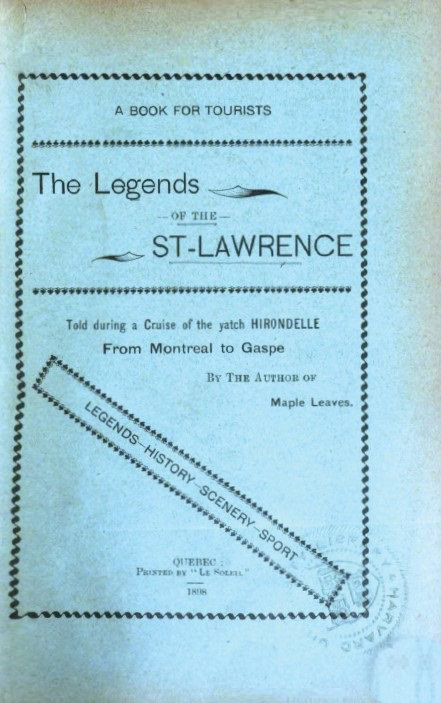 A BOOK FOR TOURISTS
The Legends
— OF THE —
ST-LAWRENCE
Told during a Cruise of the yatch HIRONDELLE
From Montreal to Gaspe
By The Author of
Maple Leaves.
LEGENDS—HISTORY—SCENERY—SPORT
QUEBEC :
Printed by "Le Soleil"
1898
HARVARD